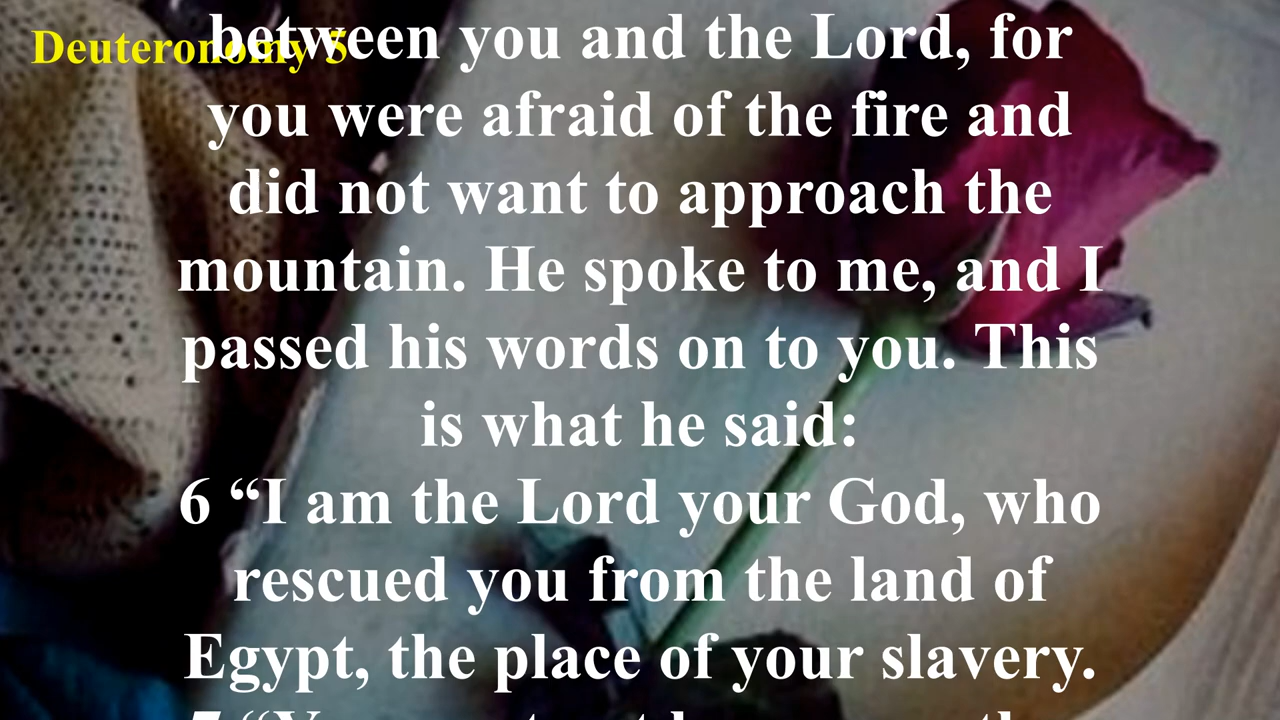 Deuteronomy 5
between you and the Lord, for
you were afraid of the fire and
did not want to approach the
mountain. He spoke to me, and I
passed his words on to you. This
is what he said:
6 “I am the Lord your God, who
rescued you from the land of
Egypt, the place of your slavery.